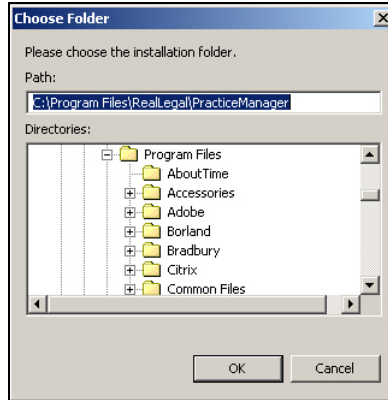 Choose Folder
Please choose the installation folder.
Path:
C:\Program Files\RealLegal\PracticeManager
Directories:
Program Files
AboutTime
Accessories
Adobe
Borland
Bradbury
Citrix
Common Files
OK Cancel